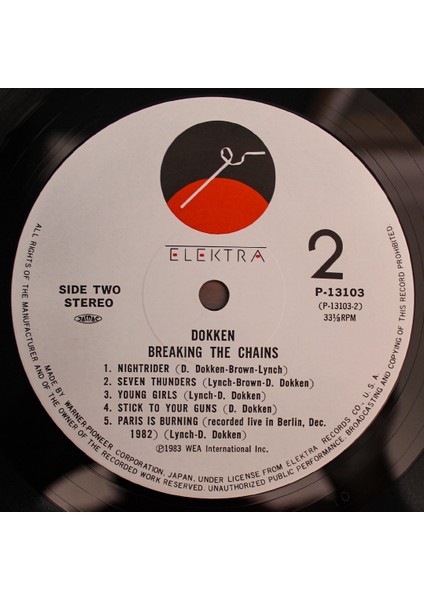 ELEKTRA
2
SIDE TWO
STEREO
JASRAC
P-13103
(P-13103-2)
33⅓RPM
DOKKEN
BREAKING THE CHAINS
1. NIGHTRIDER (D. Dokken-Brown-Lynch)
2. SEVEN THUNDERS (Lynch-Brown-D. Dokken)
3. YOUNG GIRLS (Lynch-D. Dokken)
4. STICK TO YOUR GUNS (D. Dokken)
5. PARIS IS BURNING (recorded live in Berlin, Dec.
1982) (Lynch-D. Dokken)
Ⓟ1983 WEA International Inc.
ALL RIGHTS OF THE MANUFACTURER AND OF THE OWNER OF THE RECORDED WORK RESERVED. UNAUTHORIZED PUBLIC PERFORMANCE, BROADCASTING AND COPYING OF THIS RECORD PROHIBITED.
MADE BY WARNER-PIONEER CORPORATION, JAPAN, UNDER LICENSE FROM ELEKTRA RECORDS CO., U.S.A.